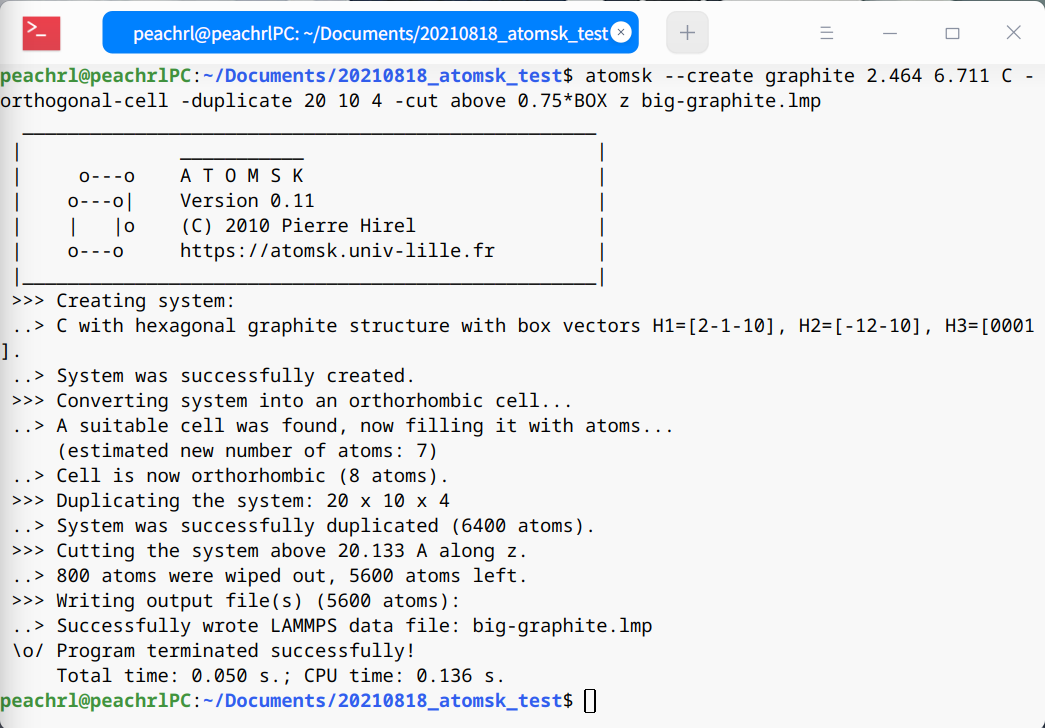 peachrl@peachrlPC: ~/Documents/20210818_atomsk_test
peachrl@peachrlPC:~/Documents/20210818_atomsk_test$ atomsk --create graphite 2.464 6.711 C -
orthogonal-cell -duplicate 20 10 4 -cut above 0.75*BOX z big-graphite.lmp
 ___________________________________________________
|              ___________                          |
|     o---o    A T O M S K                          |
|    o---o|    Version 0.11                         |
|    |   |o    (C) 2010 Pierre Hirel                |
|    o---o     https://atomsk.univ-lille.fr         |
|___________________________________________________|
>>> Creating system:
..> C with hexagonal graphite structure with box vectors H1=[2-1-10], H2=[-12-10], H3=[0001
].
..> System was successfully created.
>>> Converting system into an orthorhombic cell...
..> A suitable cell was found, now filling it with atoms...
    (estimated new number of atoms: 7)
..> Cell is now orthorhombic (8 atoms).
>>> Duplicating the system: 20 x 10 x 4
..> System was successfully duplicated (6400 atoms).
>>> Cutting the system above 20.133 A along z.
..> 800 atoms were wiped out, 5600 atoms left.
>>> Writing output file(s) (5600 atoms):
..> Successfully wrote LAMMPS data file: big-graphite.lmp
\o/ Program terminated successfully!
    Total time: 0.050 s.; CPU time: 0.136 s.
peachrl@peachrlPC:~/Documents/20210818_atomsk_test$